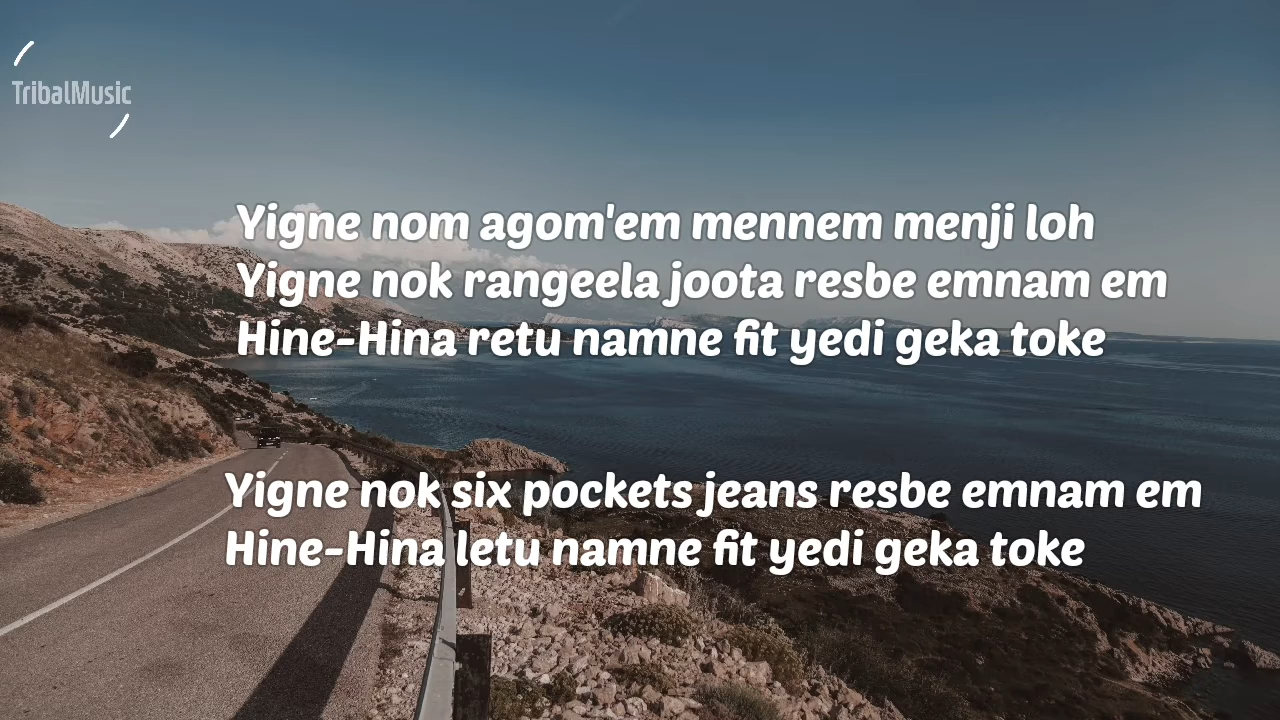 TribalMusic
Yigne nom agom'em mennem menji loh
Yigne nok rangeela joota resbe emnam em
Hine-Hina retu namne fit yedi geka toke
Yigne nok six pockets jeans resbe emnam em
Hine-Hina letu namne fit yedi geka toke